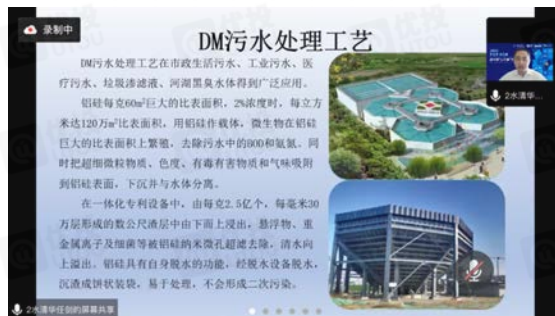 录制中
DM污水处理工艺
DM污水处理工艺在市政生活污水、工业污水、医
疗污水、垃圾渗滤液、河湖黑臭水体得到广泛应用。
铝硅每克60m²巨大的比表面积，2%浓度时，每立方
米达120万m²比表面积，用铝硅作载体，微生物在铝硅
巨大的比表面积上繁殖，去除污水中的BOD和氨氮。同
时把超细微粒物质、色度、有毒有害物质和气味吸附
到铝硅表面，下沉并与水体分离。
在一体化专利设备中，由每克2.5亿个，每毫米30
万层形成的数公尺渣层中由下而上浸出，悬浮物、重
金属离子及细菌等被铝硅纳米微孔超滤去除，清水向
上溢出。铝硅具有自身脱水的功能，经脱水设备脱水，
沉渣成饼状装袋，易于处理，不会形成二次污染。
2水清华...
2水清华任剑的屏幕共享